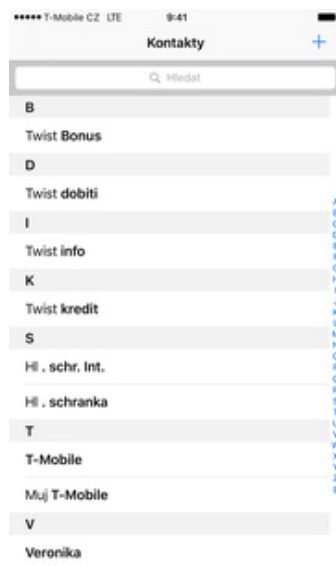 T-Mobile CZ LTE 9:41
Kontakty +
Hledat
B
Twist Bonus
D
Twist dobiti
I
Twist info
K
Twist kredit
S
Hl . schr. Int.
Hl . schranka
T
T-Mobile
Muj T-Mobile
V
Veronika